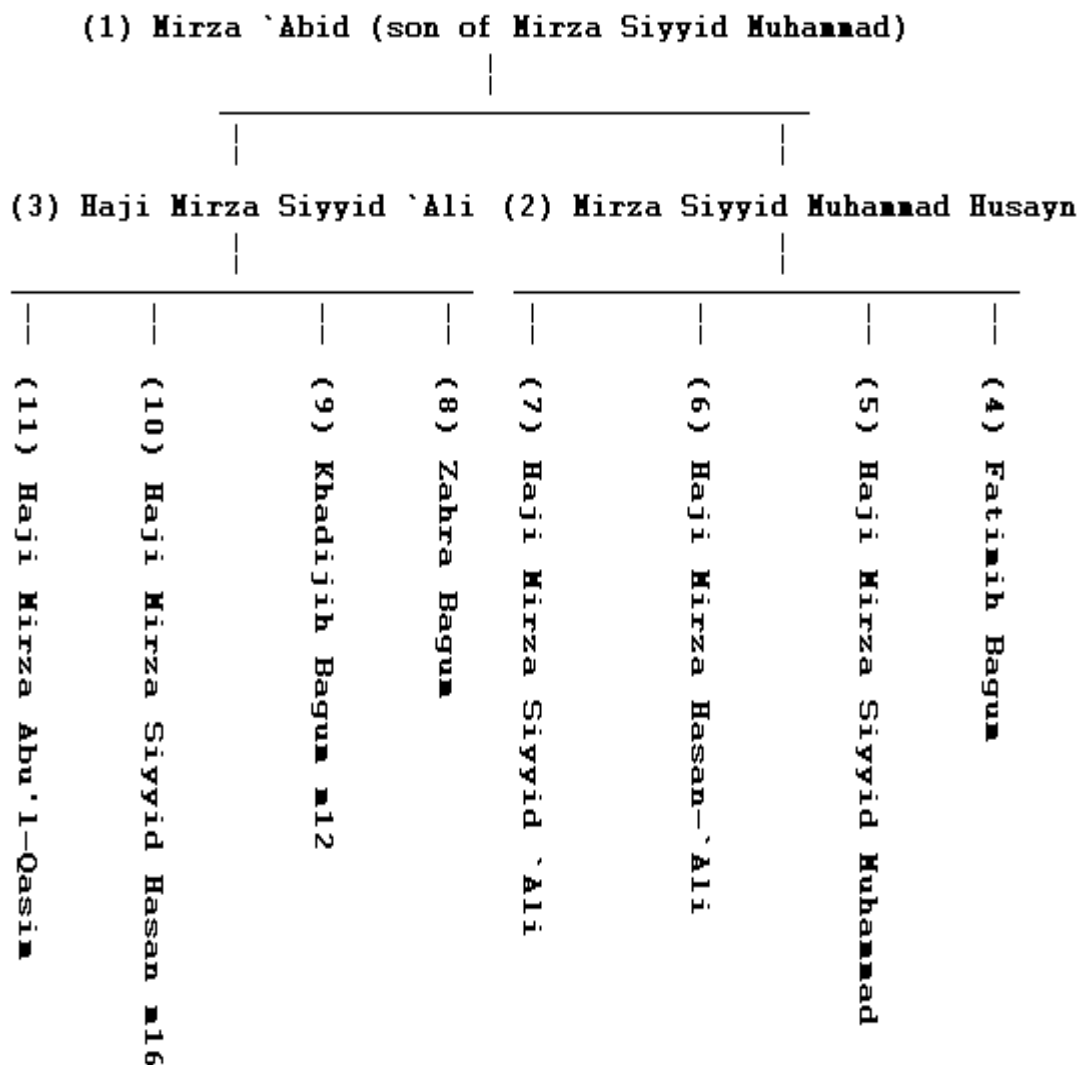 (1) Mirza `Abid (son of Mirza Siyyid Muhammad)
(3) Haji Mirza Siyyid `Ali (2) Mirza Siyyid Muhammad Husayn
(11) Haji Mirza Abu'l-Qasim
(10) Haji Mirza Siyyid Hasan m16
(9) Khadijih Bagum m12
(8) Zahra Bagum
(7) Haji Mirza Siyyid `Ali
(6) Haji Mirza Hasan-`Ali
(5) Haji Mirza Siyyid Muhammad
(4) Fatimih Bagum